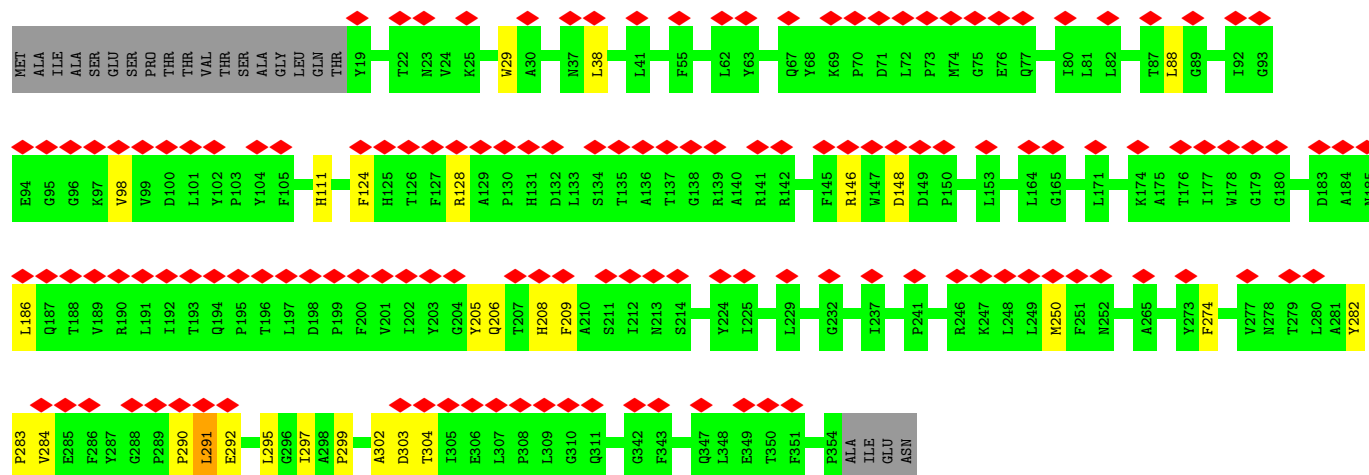 MET ALA ILE ALA SER GLU SER PRO THR THR VAL THR SER ALA GLY LEU GLN THR Y19 T22 N23 V24 K25 W29 A30 N37 L38 L41 F55 L62 Y63 Q67 Y68 K69 P70 D71 L72 P73 M74 G75 E76 Q77 I80 L81 L82 T87 L88 G89 I92 G93
E94 G95 G96 K97 V98 V99 D100 L101 Y102 P103 Y104 F105 H111 F124 H125 T126 F127 R128 A129 P130 H131 D132 L133 S134 T135 A136 T137 G138 R139 A140 R141 R142 F145 R146 W147 D148 D149 P150 L153 L164 G165 L171 K174 A175 T176 I177 W178 G179 G180 D183 A184 N185
L186 Q187 T188 V189 R190 L191 I192 T193 Q194 P195 T196 L197 D198 P199 F200 V201 I202 Y203 G204 Y205 Q206 T207 H208 F209 A210 S211 I212 N213 S214 Y224 I225 L229 G232 I237 P241 R246 K247 L248 L249 M250 F251 N252 A265 Y273 F274 V277 N278 T279 L280 A281 Y282
P283 V284 E285 F286 Y287 G288 P289 P290 L291 E292 L295 G296 I297 A298 P299 A302 D303 T304 I305 E306 L307 P308 L309 G310 Q311 G342 F343 Q347 L348 E349 T350 F351 P354 ALA ILE GLU ASN